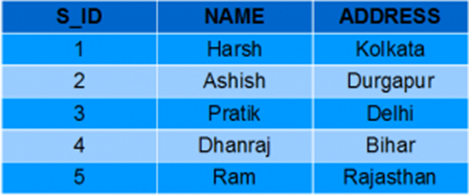 S_ID NAME ADDRESS
1 Harsh Kolkata
2 Ashish Durgapur
3 Pratik Delhi
4 Dhanraj Bihar
5 Ram Rajasthan